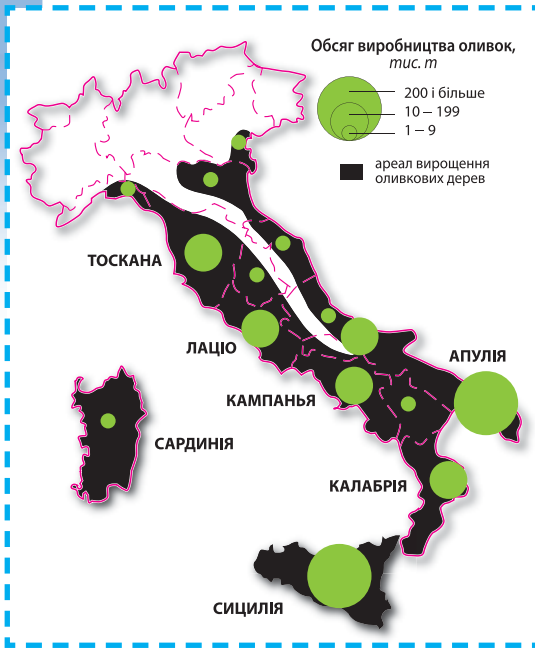 Обсяг виробництва оливок,
тис. т
200 і більше
10 – 199
1 – 9
ареал вирощення
оливкових дерев
ТОСКАНА
ЛАЦІО
АПУЛІЯ
КАМПАНЬЯ
САРДИНІЯ
КАЛАБРІЯ
СИЦИЛІЯ